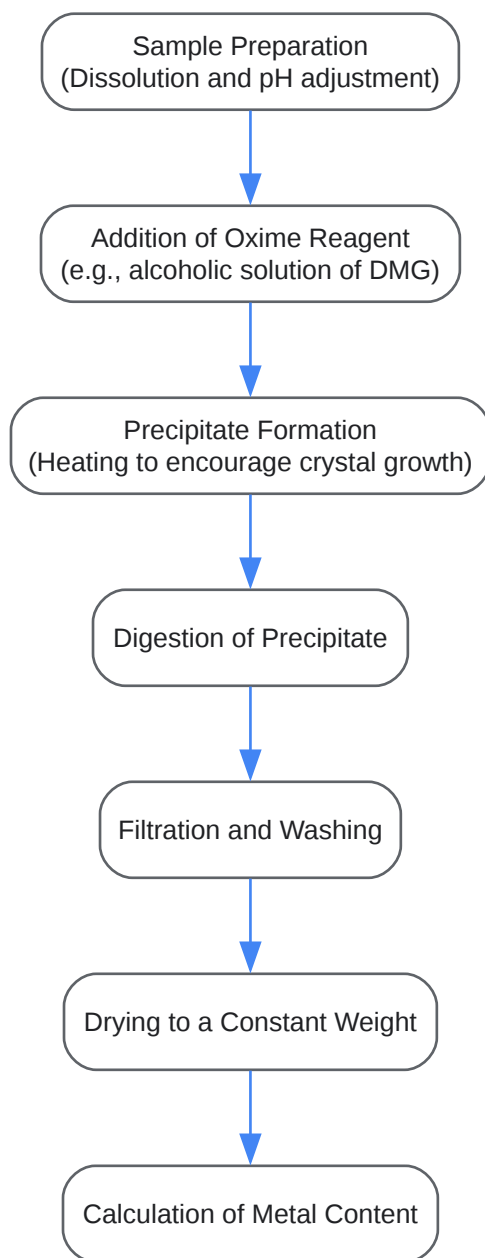 Sample Preparation
(Dissolution and pH adjustment)
Addition of Oxime Reagent
(e.g., alcoholic solution of DMG)
Precipitate Formation
(Heating to encourage crystal growth)
Digestion of Precipitate
Filtration and Washing
Drying to a Constant Weight
Calculation of Metal Content